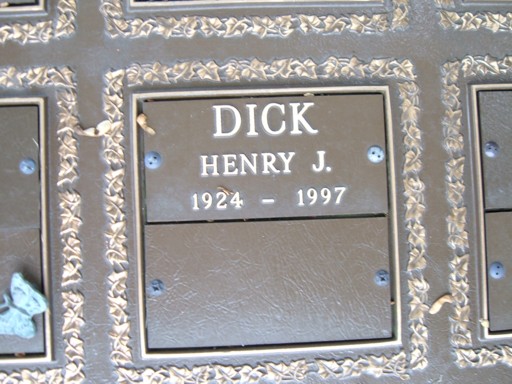 DICK
HENRY J.
1924 - 1997